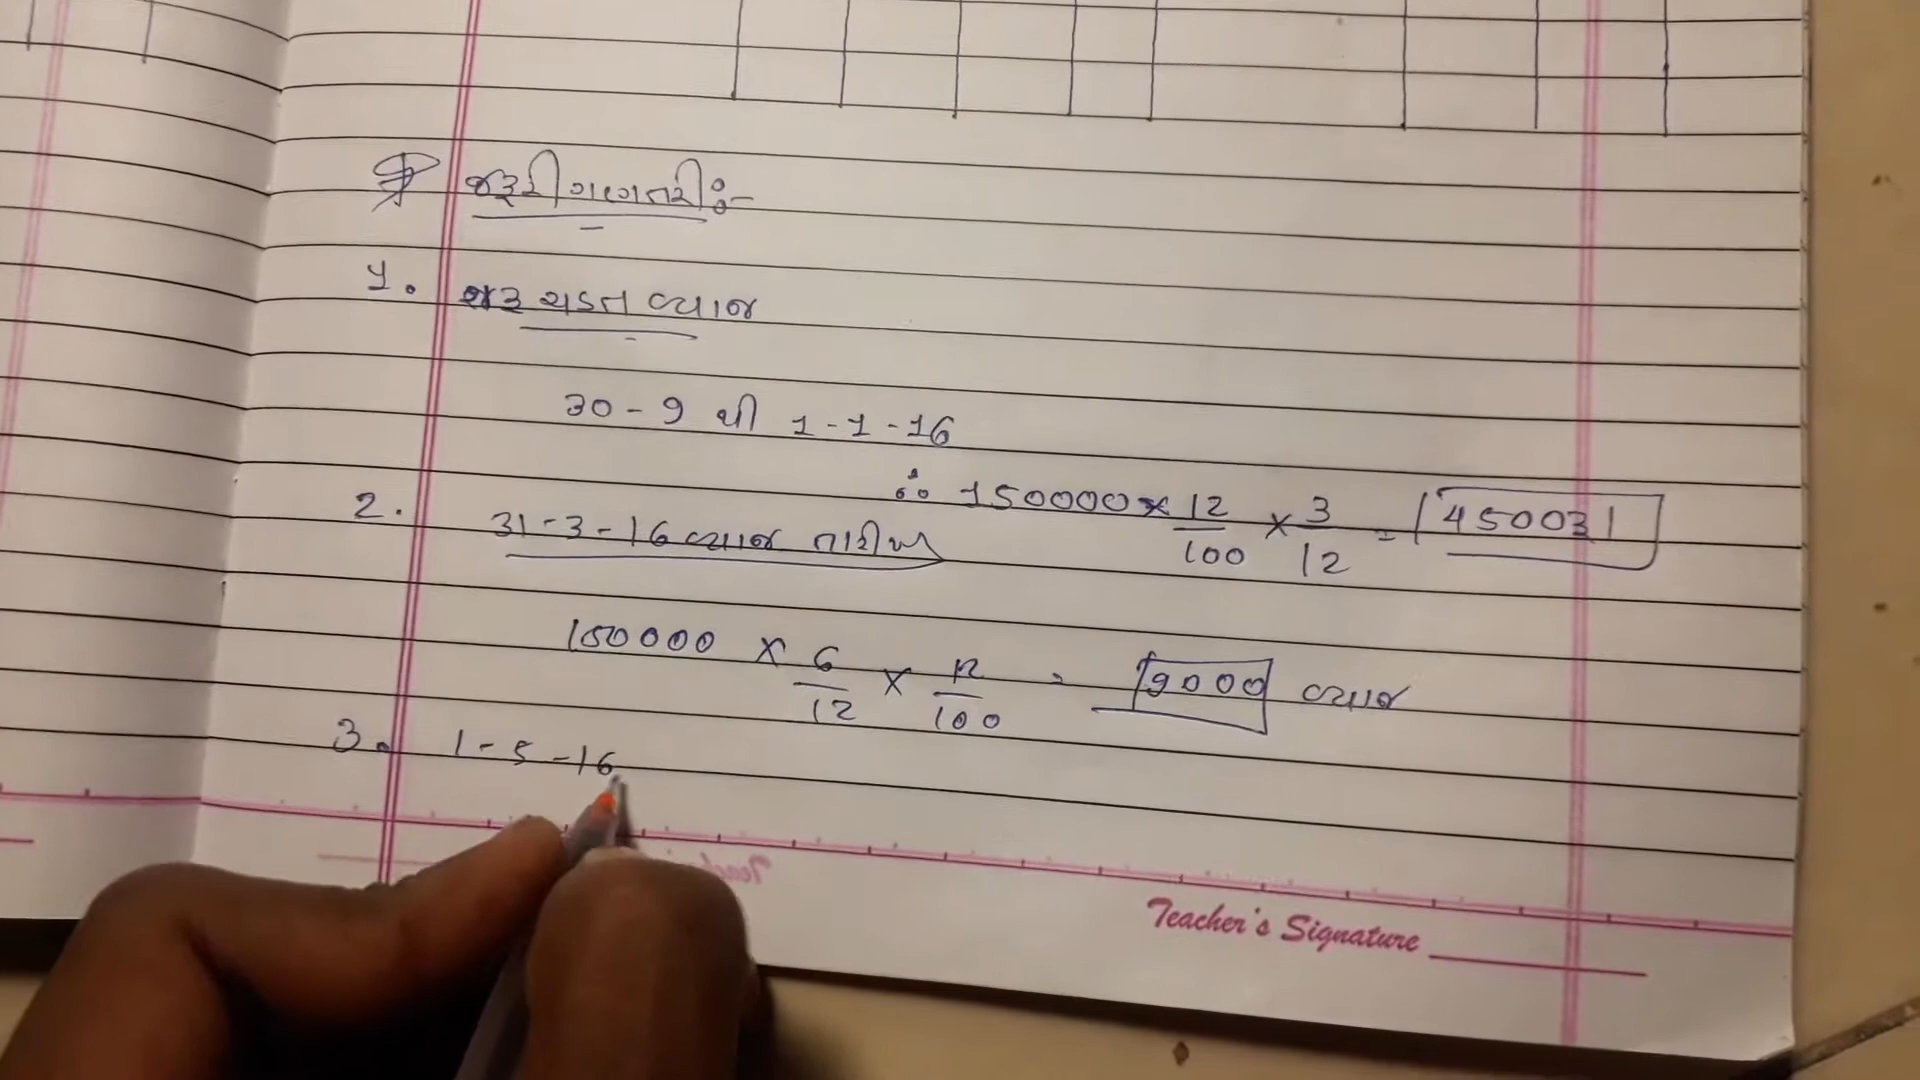 જરૂરી ગણતરી :-
1. ચડત વ્યાજ
30-9 થી 1-1-16
∴ 150000 × 12/100 × 3/12 =
2. 31-3-16 વ્યાજ તારીખ
150000 × 6/12 × 12/100 = 9000 વ્યાજ
3. 1-5-16
Teacher's Signature